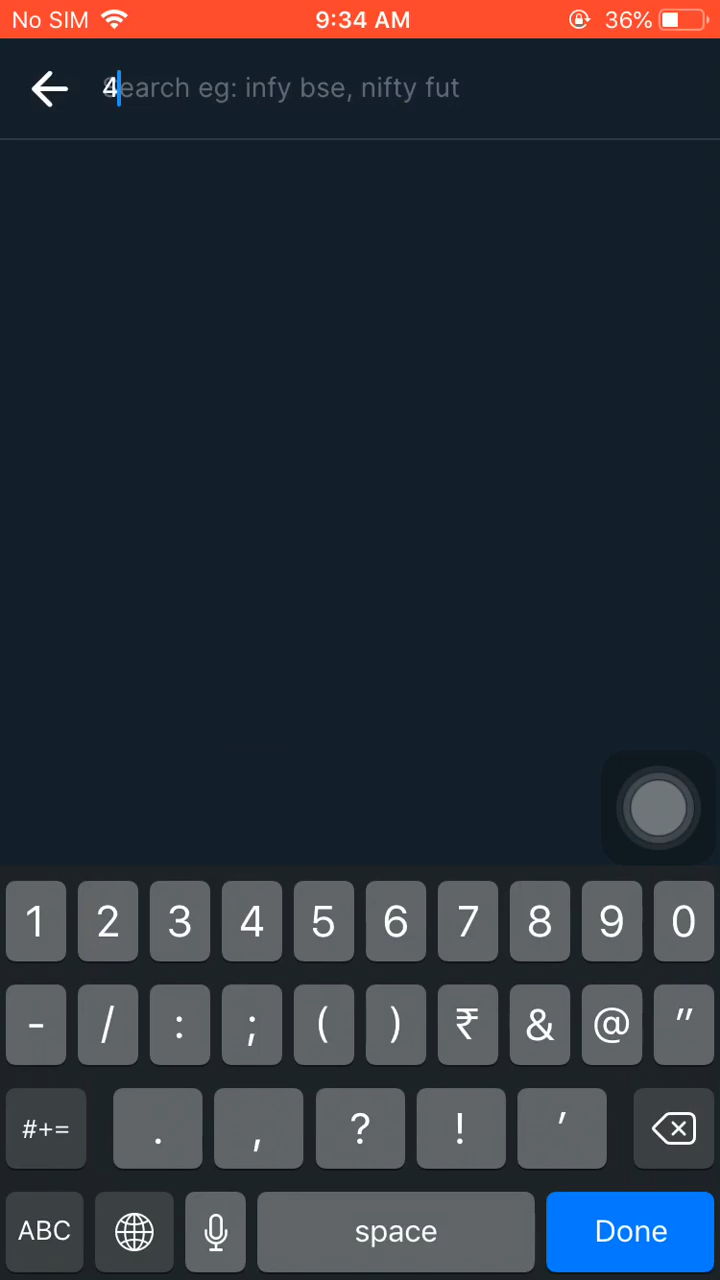 No SIM 9:34 AM 36%
4earch eg: infy bse, nifty fut
1 2 3 4 5 6 7 8 9 0
- / : ; ( ) ₹ & @ "
#+= . , ? ! '
ABC space Done